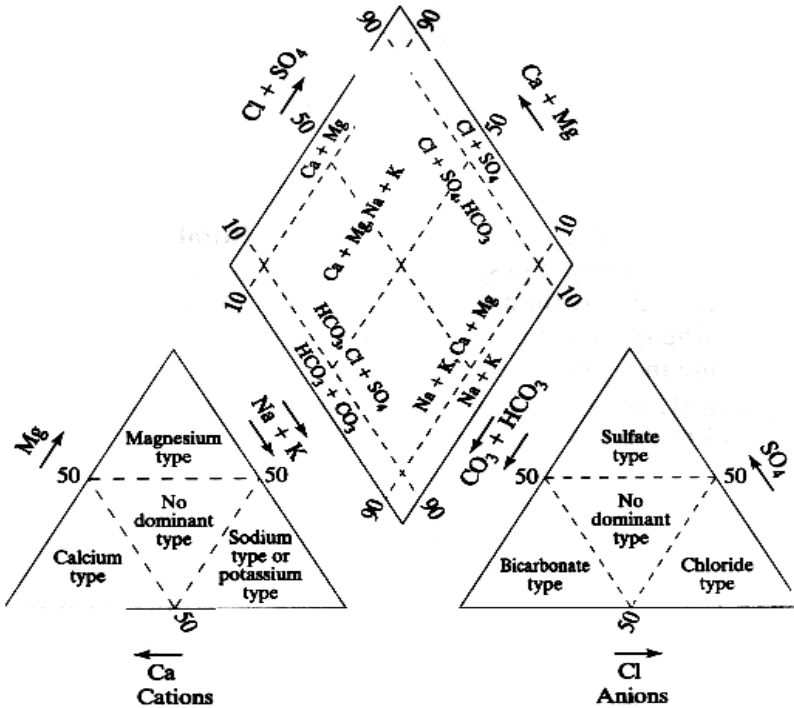 90
90
Cl + SO₄
50
Ca + Mg
50
Ca + Mg
Cl + SO₄
Cl + SO₄, HCO₃
Ca + Mg, Na + K
10
10
10
10
HCO₃, Cl + SO₄
HCO₃ + CO₃
Na + K, Ca + Mg
Na + K
90
90
Mg
50
Na + K
50
Magnesium
type
No
dominant
type
Calcium
type
Sodium
type or
potassium
type
50
Ca
Cations
CO₃ + HCO₃
50
SO₄
50
Sulfate
type
No
dominant
type
Bicarbonate
type
Chloride
type
50
Cl
Anions